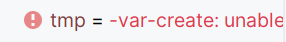 tmp = -var-create: unable